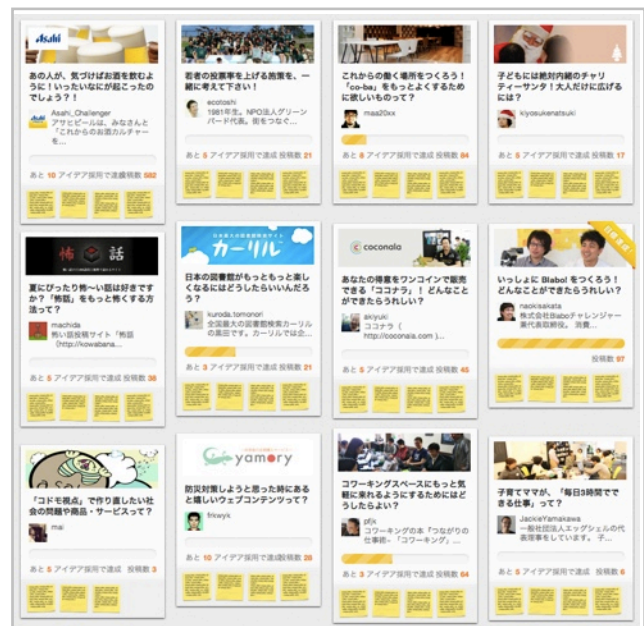 Asahi
あの人が、気づけばお酒を飲むよ
うに！いったいなにが起こったの
でしょう？！
Asahi_Challenger
アサヒビールは、みなさんと
「これからのお酒カルチャー
を...
あと 10 アイデア採用で達成 投稿数 582
若者の投票率を上げる施策を、一
緒に考えて下さい！
ecotoshi
1981年生。NPO法人グリーン
バード代表。街をつなぐ...
あと 5 アイデア採用で達成 投稿数 21
これからの働く場所をつくろう！
「co-ba」をもっとよくするため
に欲しいものって？
maa20xx
あと 8 アイデア採用で達成 投稿数 84
子どもには絶対内緒のチャリ
ティーサンタ！大人だけに広げる
には？
kiyosukenatsuki
あと 5 アイデア採用で達成 投稿数 17
怖話
夏にぴったり怖〜い話は好きです
か？「怖話」をもっと怖くする方
法って？
machida
怖い話投稿サイト「怖話
（http://kowabana...
あと 5 アイデア採用で達成 投稿数 38
カーリル
日本の図書館がもっともっと楽し
くなるにはどうしたらいいんだろ
う？
kuroda.tomonori
全国最大の図書館検索カーリル
の黒田です。カーリルでは企...
あと 3 アイデア採用で達成 投稿数 21
coconala
あなたの得意をワンコインで販売
できる「ココナラ」！ どんなこと
ができたらうれしい？
akiyuki
ココナラ（
http://coconala.com )...
あと 5 アイデア採用で達成 投稿数 45
目標達成
いっしょに Blabo! をつくろう！
どんなことができたらうれしい？
naokisakata
株式会社Blaboチャレンジャー
兼代表取締役。 消費...
投稿数 97
「コドモ視点」で作り直したい社
会の問題や商品・サービスって？
mai
あと 5 アイデア採用で達成 投稿数 3
yamory
防災対策しようと思った時にある
と嬉しいウェブコンテンツって？
frkwyk
あと 10 アイデア採用で達成 投稿数 28
コワーキングスペースにもっと気
軽に来れるようにするためにはど
うしたらよい？
pfjk
コワーキングの本『つながりの
仕事術~「コワーキング」...
あと 3 アイデア採用で達成 投稿数 64
子育てママが、「毎日3時間でで
きる仕事」って？
JackieYamakawa
一般社団法人エッグシェルの代
表理事をしています。 子...
あと 5 アイデア採用で達成 投稿数 6